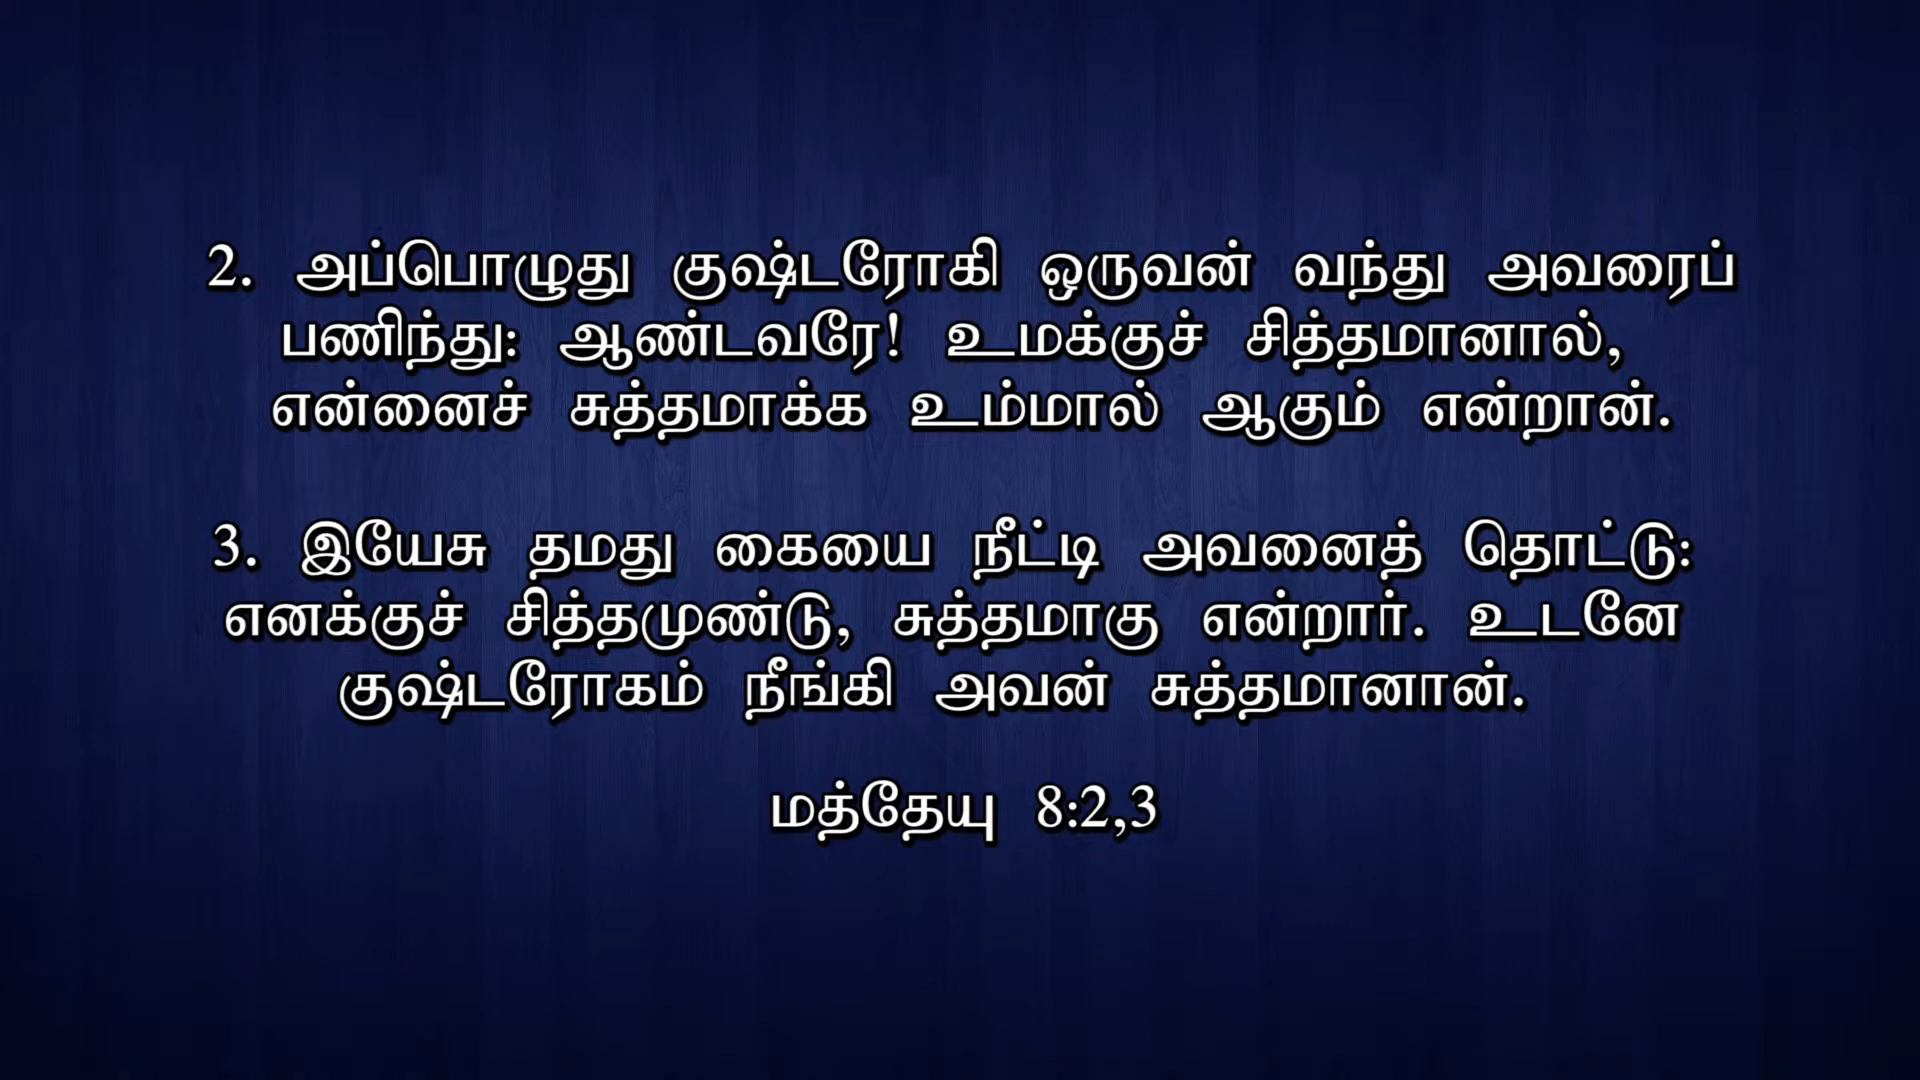 2. அப்பொழுது குஷ்டரோகி ஒருவன் வந்து அவரைப்
பணிந்து: ஆண்டவரே! உமக்குச் சித்தமானால்,
என்னைச் சுத்தமாக்க உம்மால் ஆகும் என்றான்.
3. இயேசு தமது கையை நீட்டி அவனைத் தொட்டு:
எனக்குச் சித்தமுண்டு, சுத்தமாகு என்றார். உடனே
குஷ்டரோகம் நீங்கி அவன் சுத்தமானான்.
மத்தேயு 8:2,3